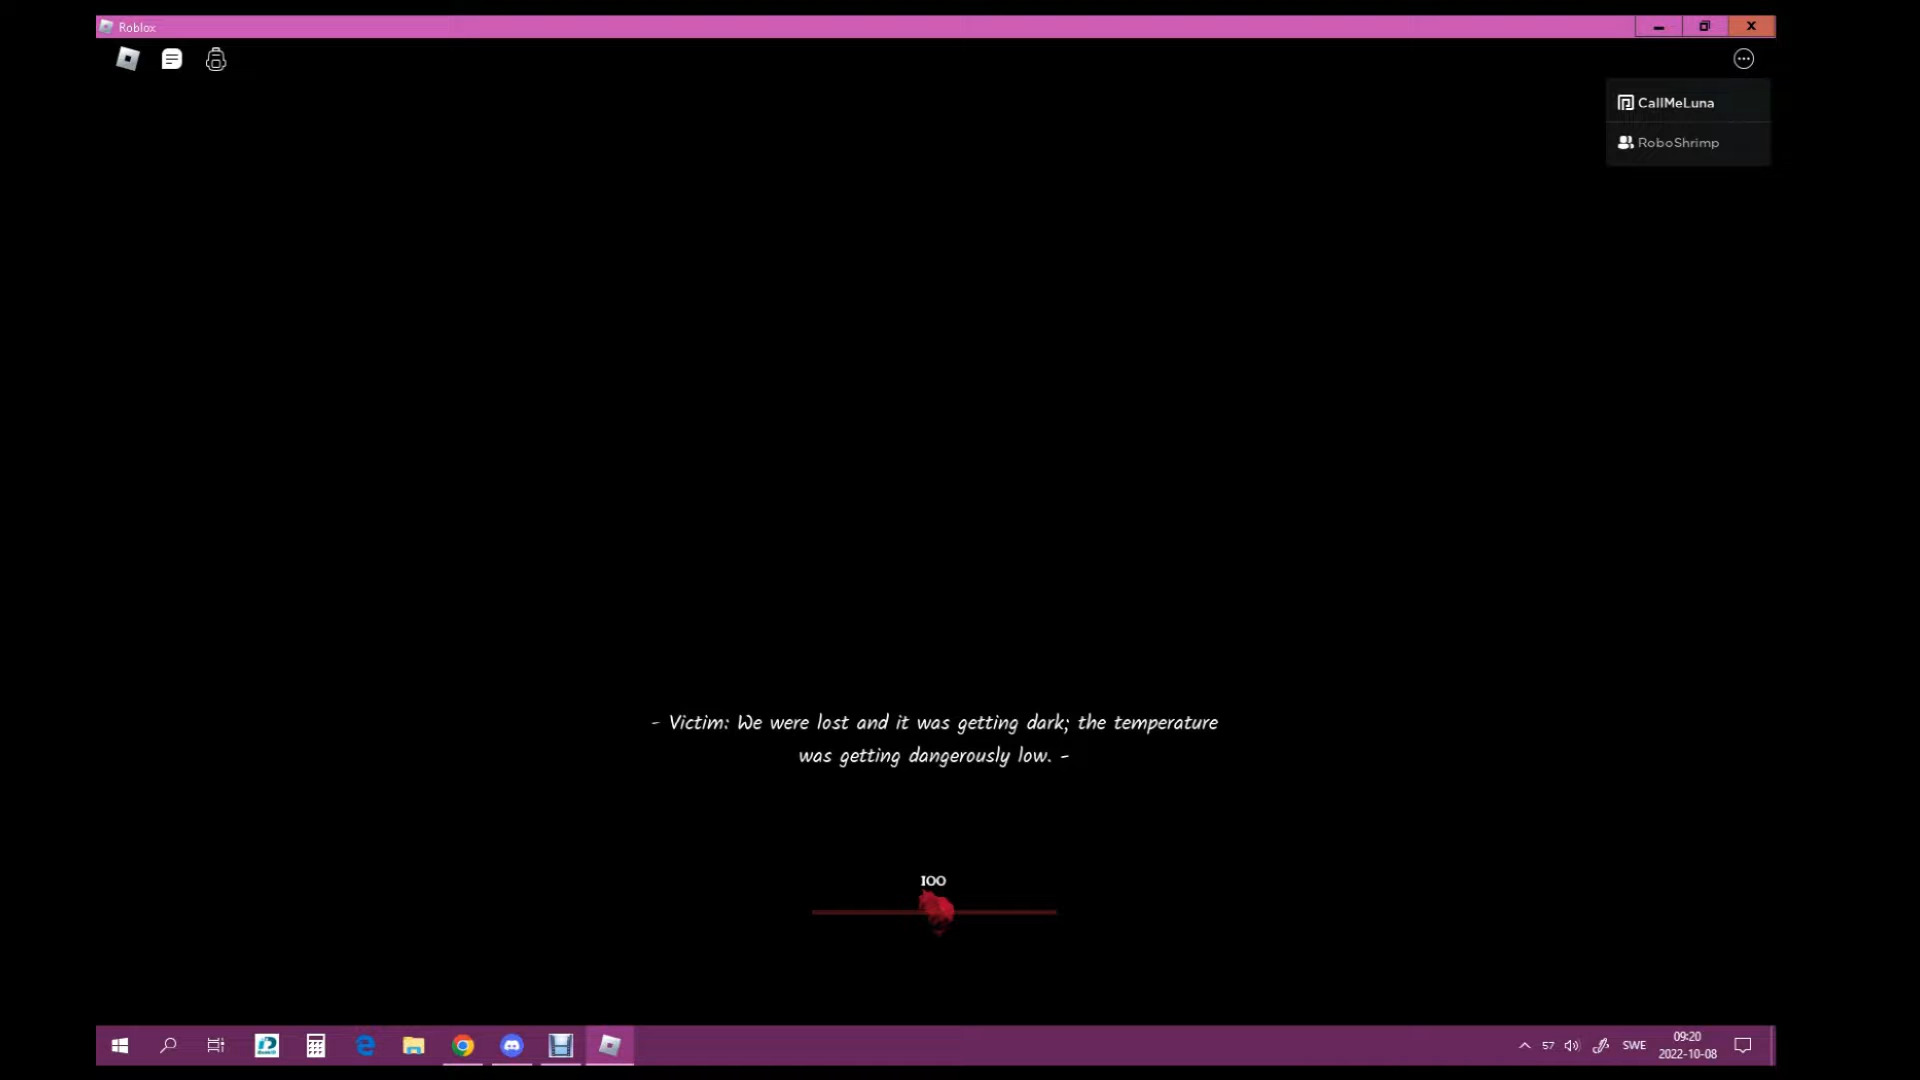 Roblox
CallMeLuna
RoboShrimp
- Victim: We were lost and it was getting dark; the temperature
was getting dangerously low. -
100
57
SWE
09:20
2022-10-08